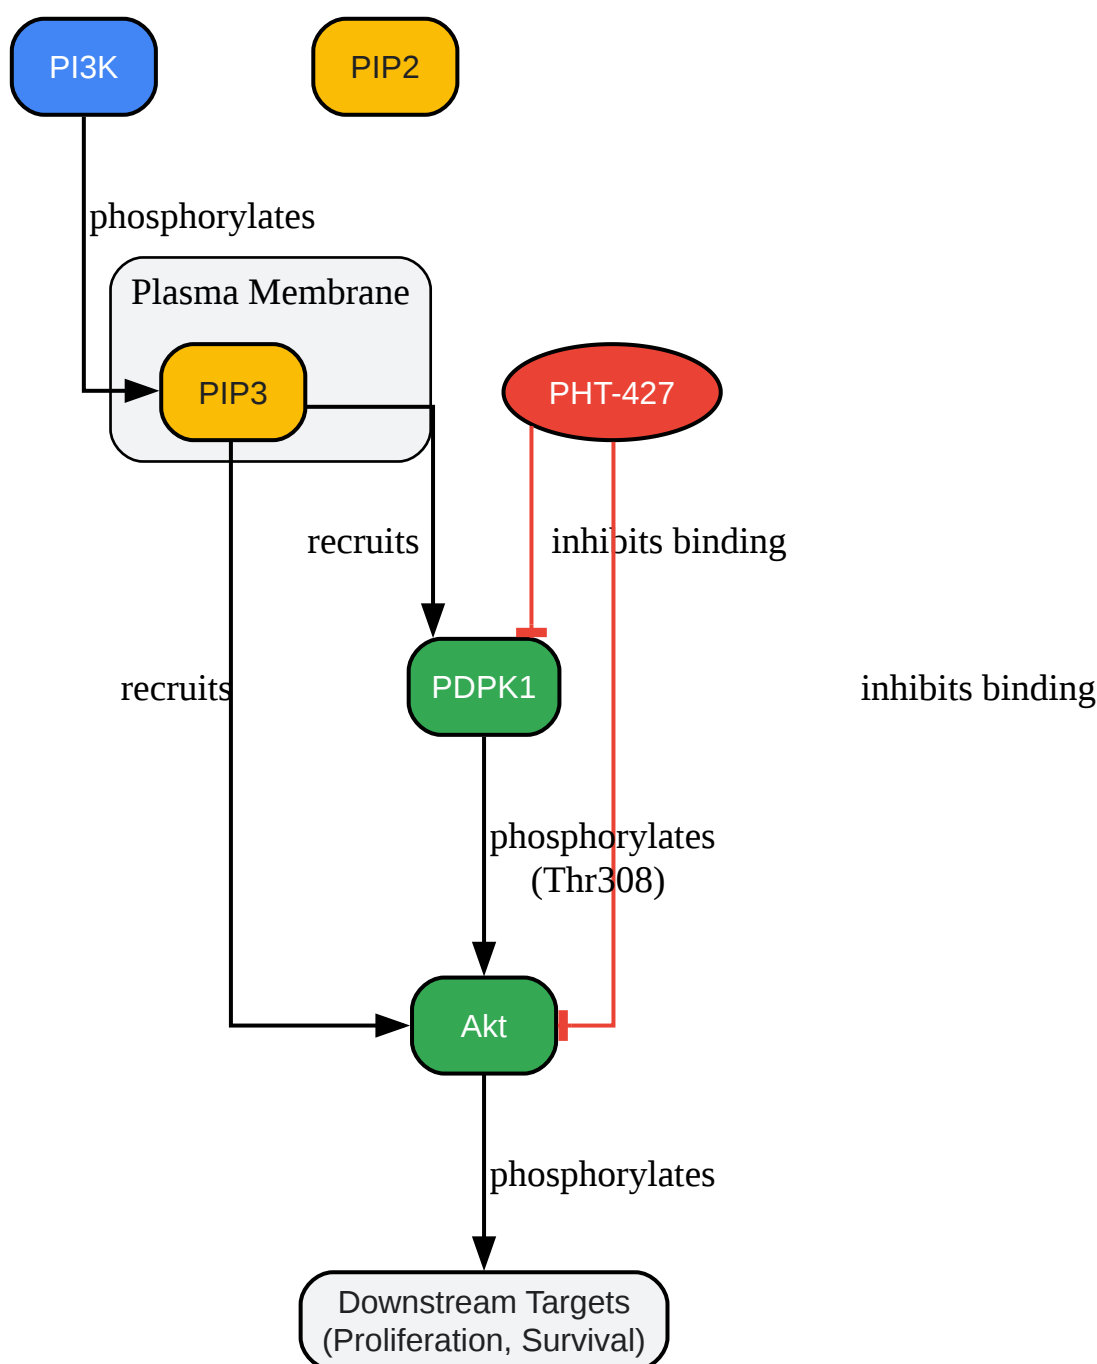 PI3K
PIP2
phosphorylates
Plasma Membrane
PIP3
PHT-427
recruits
inhibits binding
PDPK1
recruits
inhibits binding
phosphorylates
(Thr308)
Akt
phosphorylates
Downstream Targets
(Proliferation, Survival)